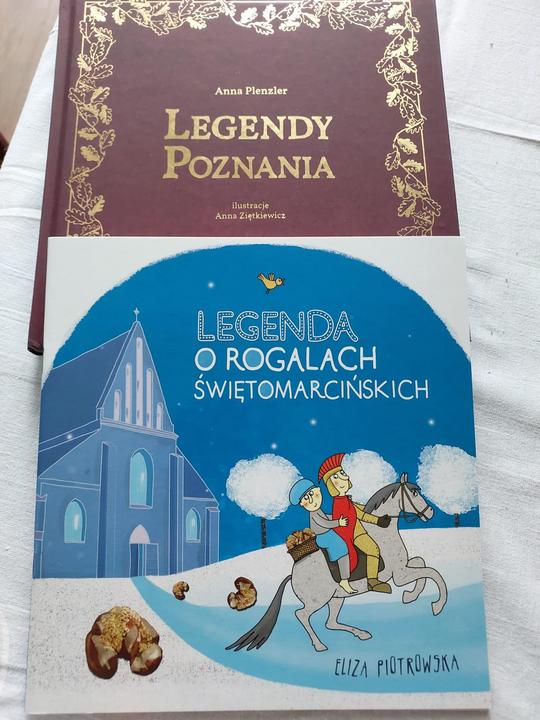 Anna Plenzler
LEGENDY
POZNANIA
ilustracje
Anna Ziętkiewicz
LEGENDA
O ROGALACH
ŚWIĘTOMARCIŃSKICH
ELIZA PIOTROWSKA